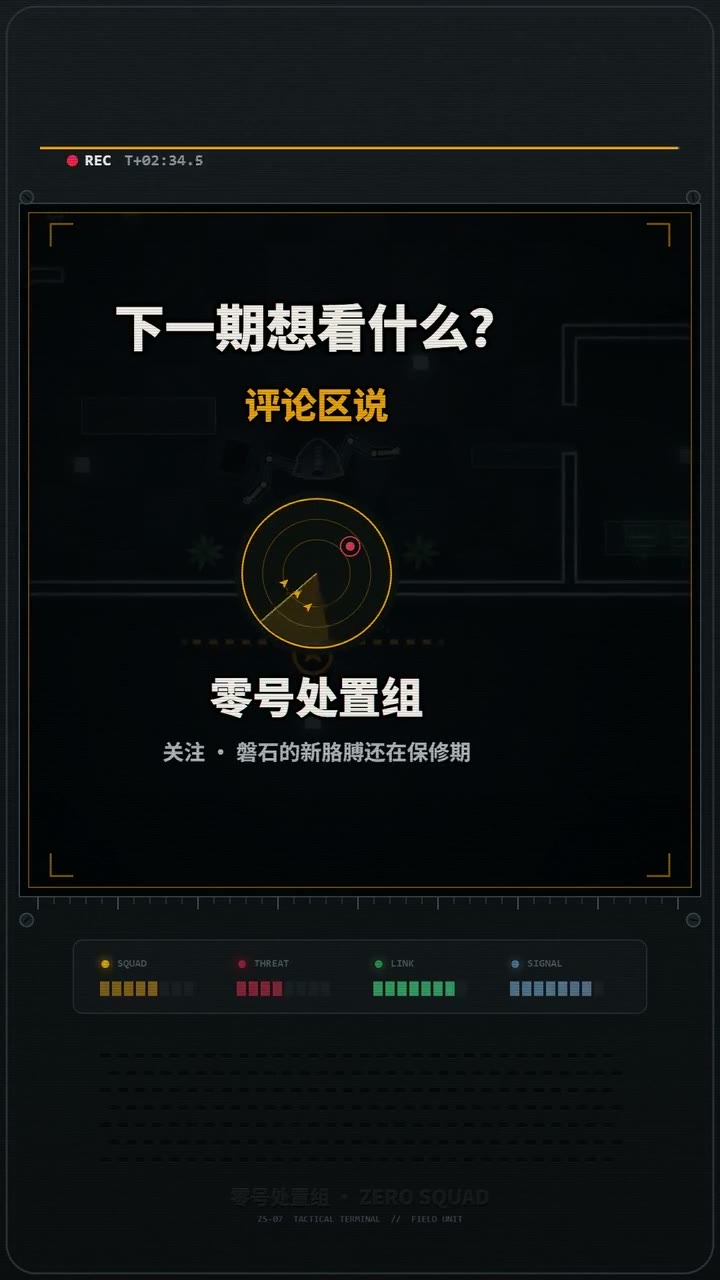 REC T+02:34.5
下一期想看什么?
评论区说
零号处置组
关注 · 磐石的新胳膊还在保修期
SQUAD THREAT LINK SIGNAL
零号处置组 · ZERO SQUAD
ZS-07 TACTICAL TERMINAL // FIELD UNIT